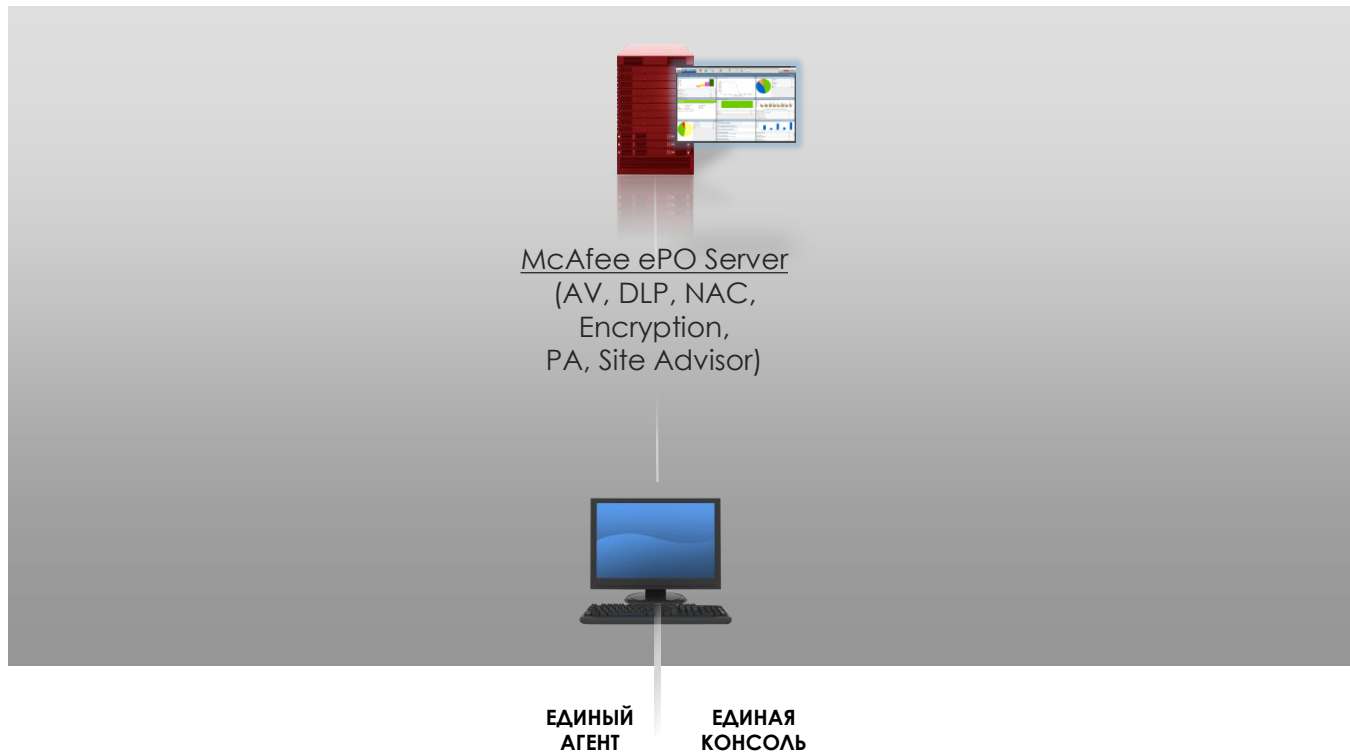 McAfee ePO Server
(AV, DLP, NAC,
Encryption,
PA, Site Advisor)
ЕДИНЫЙ
АГЕНТ
ЕДИНАЯ
КОНСОЛЬ